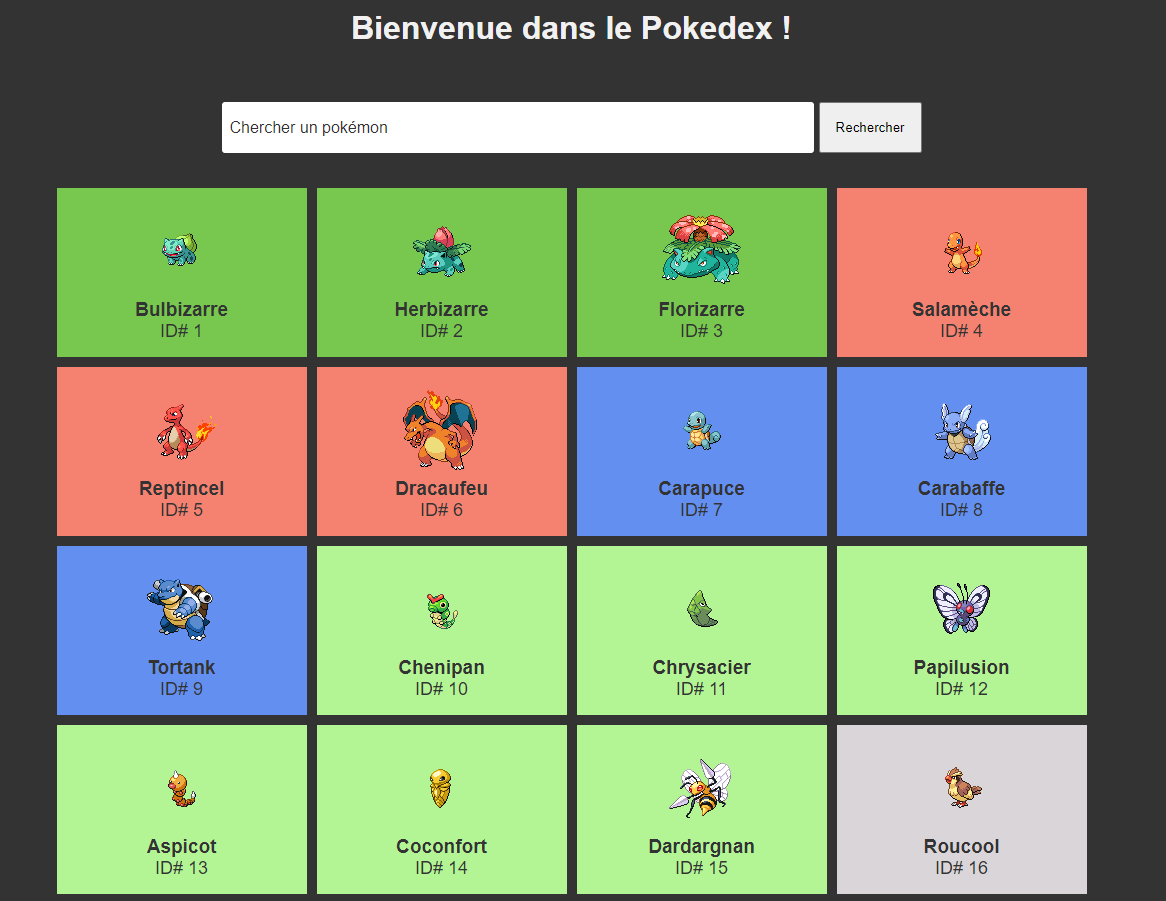 Bienvenue dans le Pokedex !
Chercher un pokémon
Rechercher
Bulbizarre
ID# 1
Herbizarre
ID# 2
Florizarre
ID# 3
Salamèche
ID# 4
Reptincel
ID# 5
Dracaufeu
ID# 6
Carapuce
ID# 7
Carabaffe
ID# 8
Tortank
ID# 9
Chenipan
ID# 10
Chrysacier
ID# 11
Papilusion
ID# 12
Aspicot
ID# 13
Coconfort
ID# 14
Dardargnan
ID# 15
Roucool
ID# 16